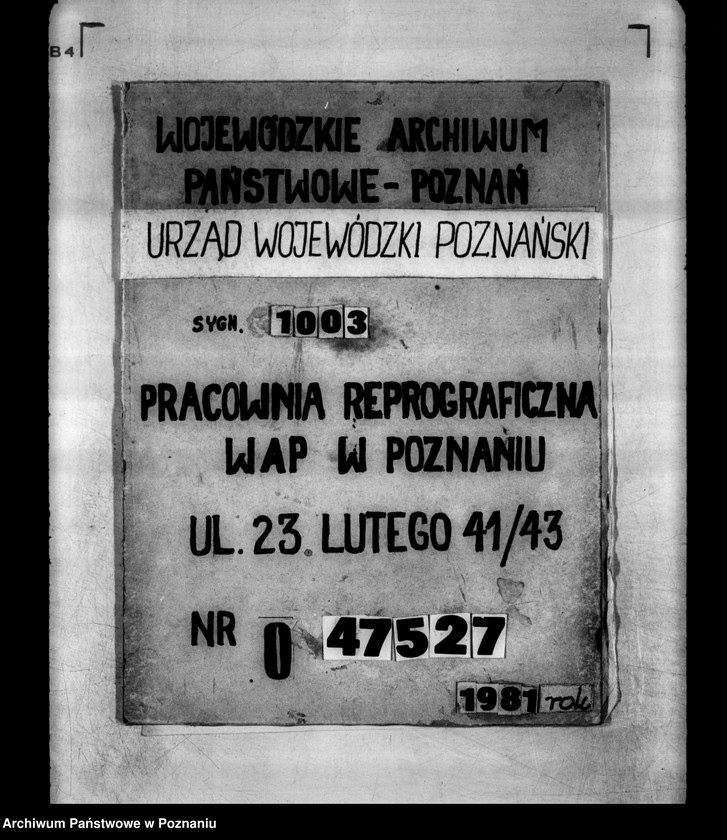 B4
WOJEWÓDZKIE ARCHIWUM
PAŃSTWOWE - POZNAŃ
URZĄD WOJEWÓDZKI POZNAŃSKI
SYGN. 1003
PRACOWNIA REPROGRAFICZNA
WAP W POZNANIU
UL. 23. LUTEGO 41/43
NR 0 47527
1981 rok
Archiwum Państwowe w Poznaniu